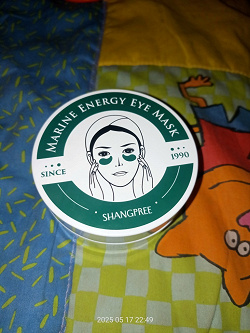 MARINE ENERGY EYE MASK
SINCE
1990
SHANGPREE
2025 05 17 22:49